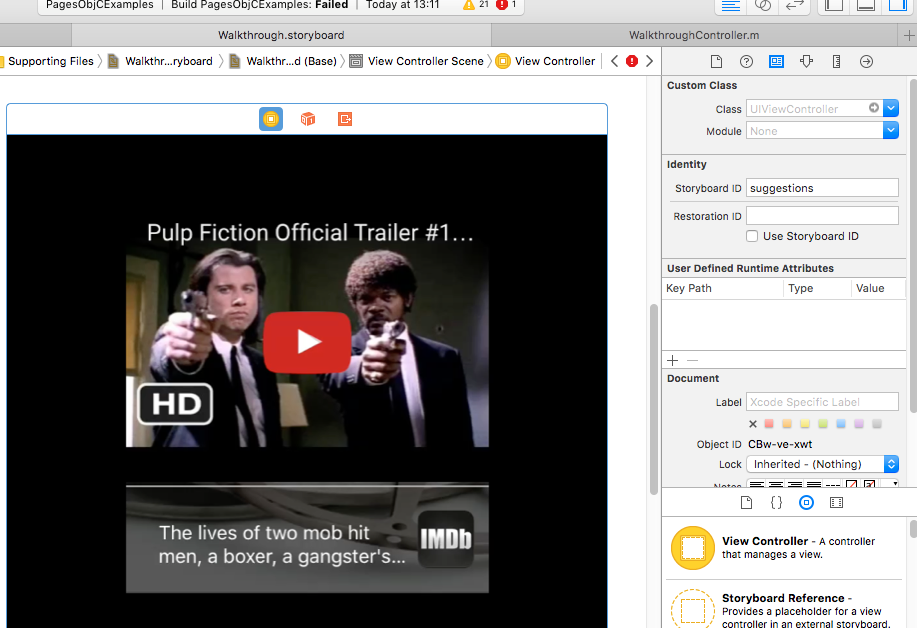 PagesObjCExamples | Build PagesObjCExamples: Failed | Today at 13:11 21 1
Walkthrough.storyboard WalkthroughController.m
Supporting Files Walkthr...ryboard Walkthr...d (Base) View Controller Scene View Controller
Custom Class
Class UIViewController
Module None
Identity
Storyboard ID suggestions
Restoration ID
Use Storyboard ID
User Defined Runtime Attributes
Key Path Type Value
Document
Label Xcode Specific Label
Object ID CBw-ve-xwt
Lock Inherited - (Nothing)
Notes
View Controller - A controller
that manages a view.
Storyboard Reference -
Provides a placeholder for a view
controller in an external storyboard.
Pulp Fiction Official Trailer #1...
HD
The lives of two mob hit
men, a boxer, a gangster's...
IMDb